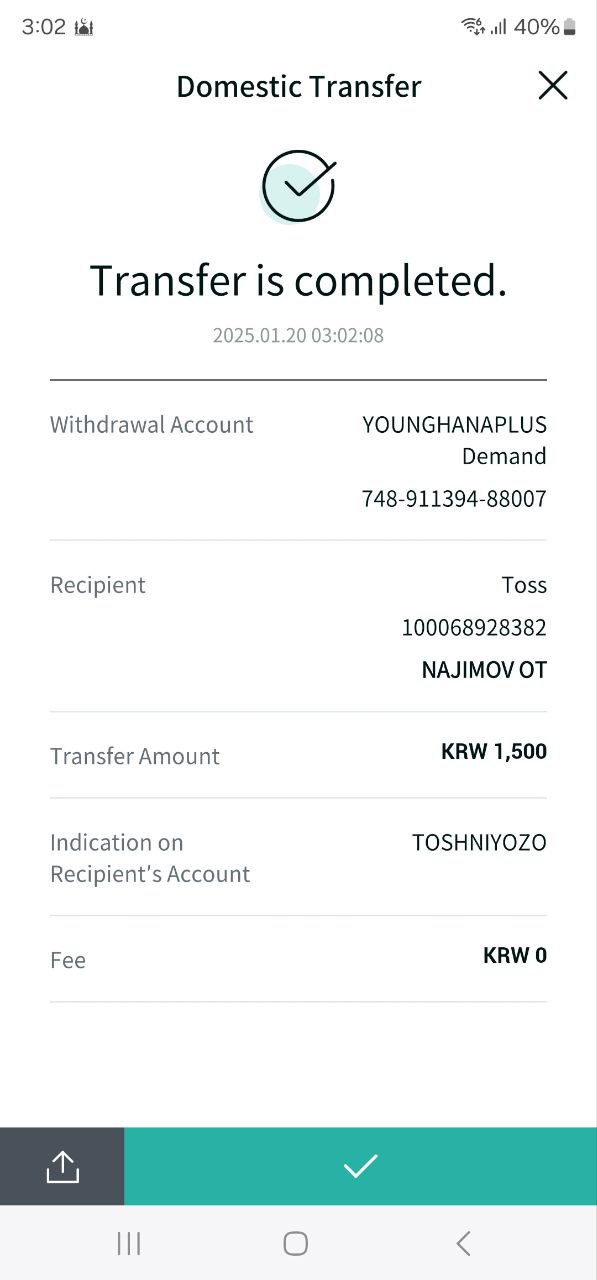 3:02
40%
Domestic Transfer
Transfer is completed.
2025.01.20 03:02:08
Withdrawal Account
YOUNGHANAPLUS
Demand
748-911394-88007
Recipient
Toss
100068928382
NAJIMOV OT
Transfer Amount
KRW 1,500
Indication on
Recipient's Account
TOSHNIYOZO
Fee
KRW 0